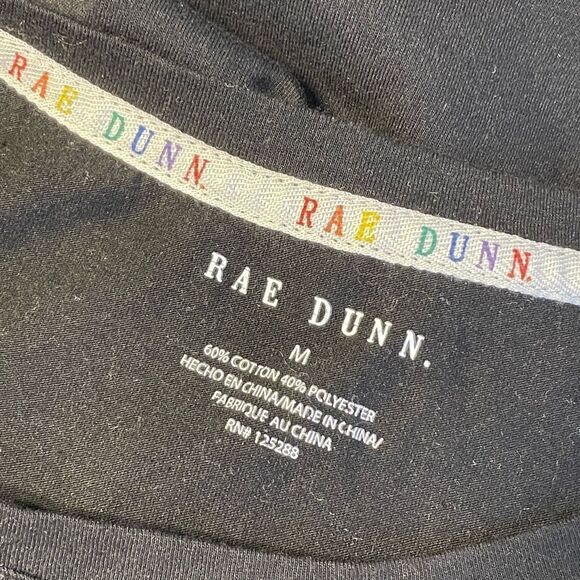 RAE DUNN. RAE DUNN.
RAE DUNN.
M
60% COTTON 40% POLYESTER
HECHO EN CHINA/MADE IN CHINA/
FABRIQUE AU CHINA
RN# 125288